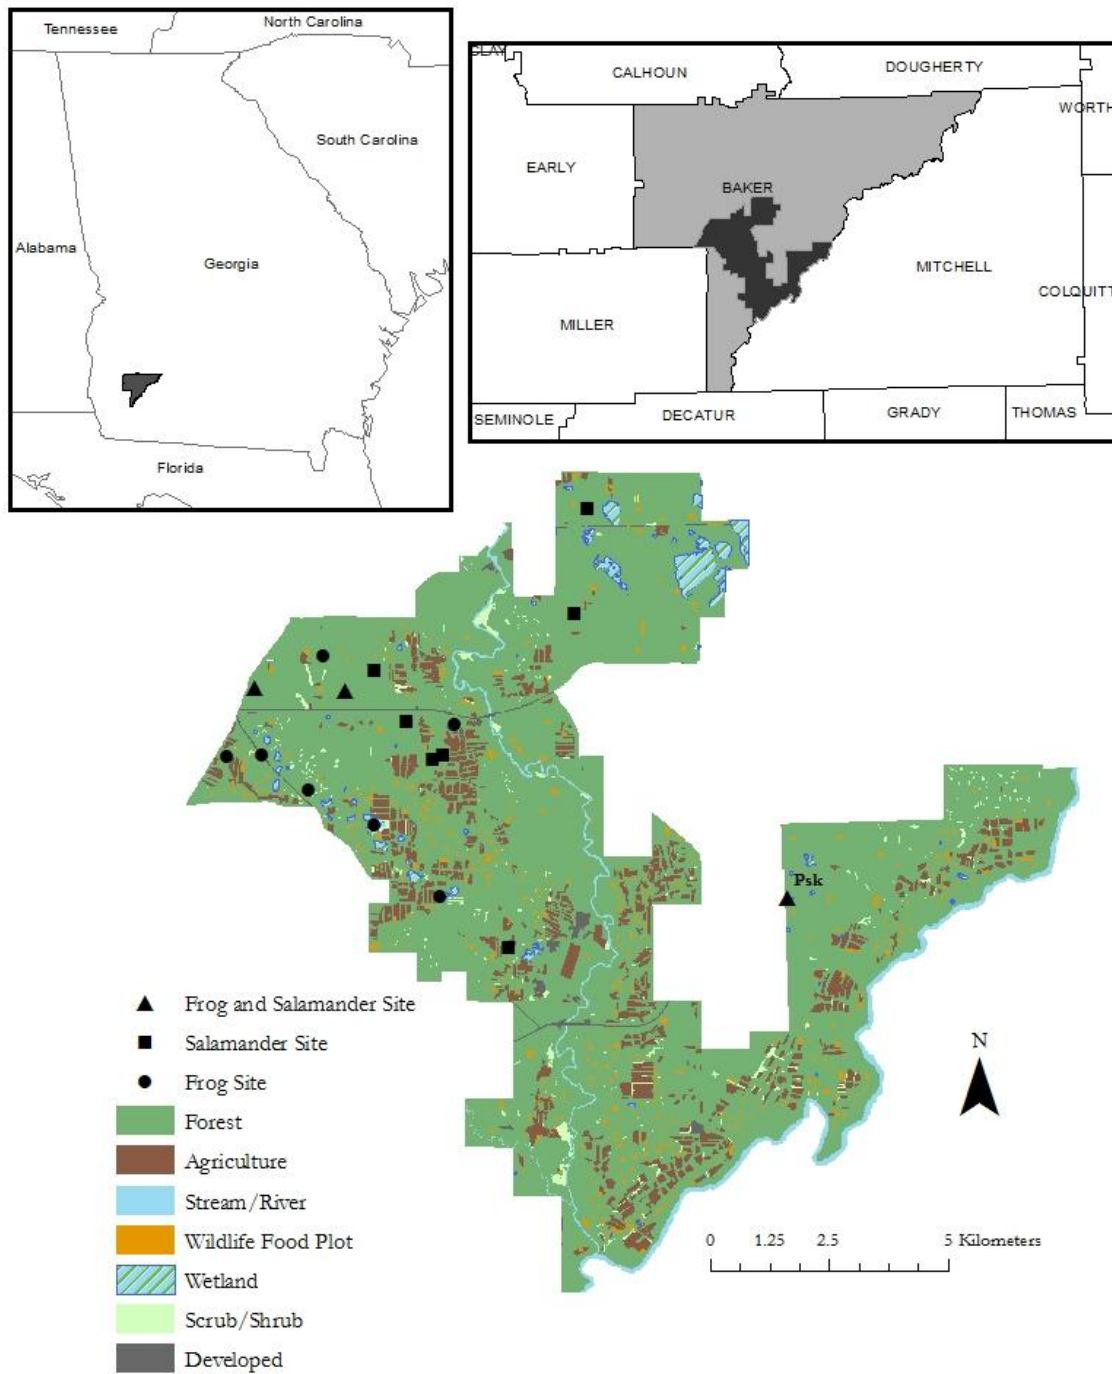 Tennessee
North Carolina
South Carolina
Alabama
Georgia
Florida
CLAY
CALHOUN
DOUGHERTY
WORTH
EARLY
BAKER
MITCHELL
COLQUITT
MILLER
SEMINOLE
DECATUR
GRADY
THOMAS
Psk
Frog and Salamander Site
Salamander Site
Frog Site
Forest
Agriculture
Stream/River
Wildlife Food Plot
Wetland
Scrub/Shrub
Developed
N
0 1.25 2.5 5 Kilometers